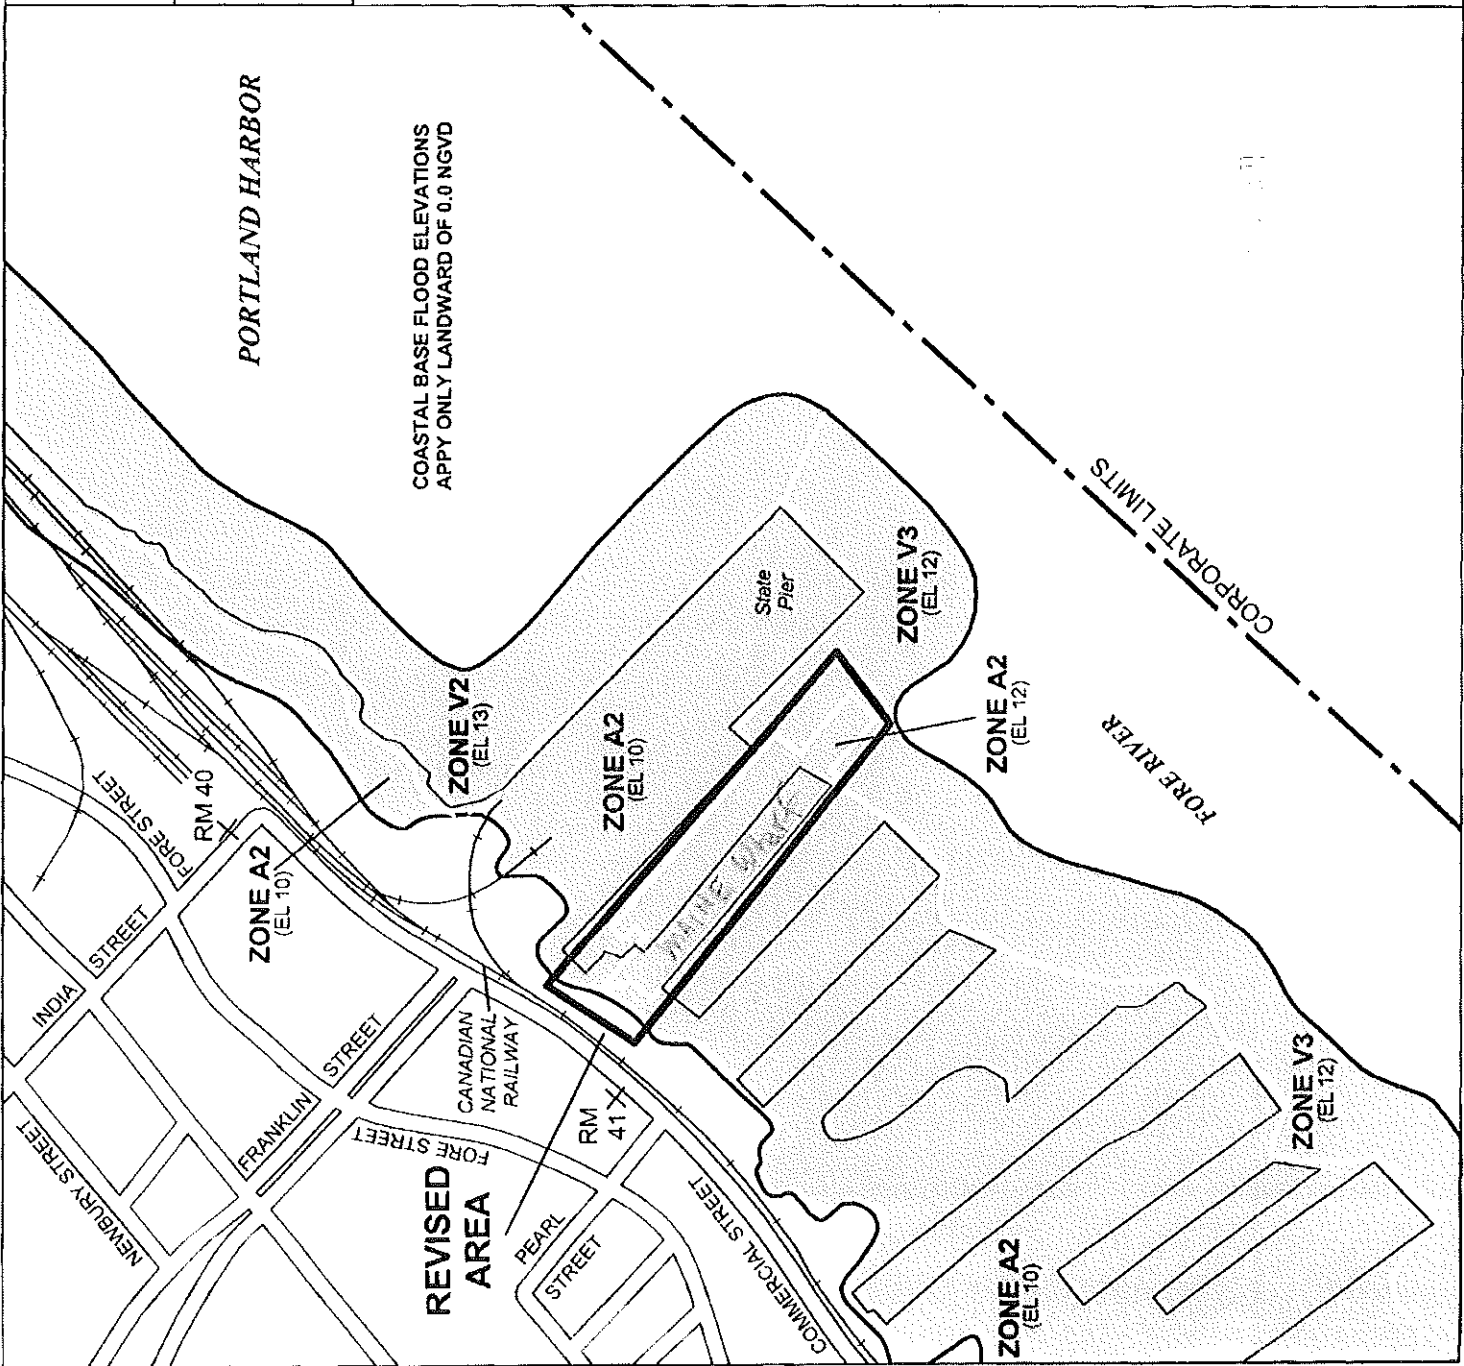 PORTLAND HARBOR
COASTAL BASE FLOOD ELEVATIONS
APPY ONLY LANDWARD OF 0.0 NGVD
CORPORATE LIMITS
FORE RIVER
State
Pier
ZONE V3
(EL 12)
ZONE A2
(EL 12)
ZONE V2
(EL 13)
ZONE A2
(EL 10)
MAINE Wharf
FORE STREET
RM 40
ZONE A2
(EL 10)
INDIA
STREET
NEWBURY STREET
FRANKLIN
STREET
CANADIAN
NATIONAL
RAILWAY
FORE STREET
RM
41
REVISED
AREA
PEARL
STREET
COMMERCIAL STREET
ZONE A2
(EL 10)
ZONE V3
(EL 12)